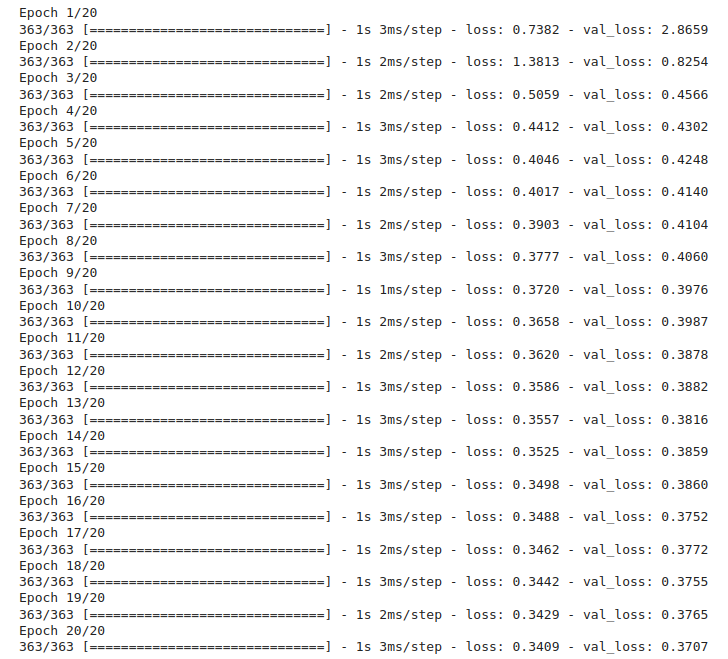 Epoch 1/20
363/363 [==============================] - 1s 3ms/step - loss: 0.7382 - val_loss: 2.8659
Epoch 2/20
363/363 [==============================] - 1s 2ms/step - loss: 1.3813 - val_loss: 0.8254
Epoch 3/20
363/363 [==============================] - 1s 2ms/step - loss: 0.5059 - val_loss: 0.4566
Epoch 4/20
363/363 [==============================] - 1s 3ms/step - loss: 0.4412 - val_loss: 0.4302
Epoch 5/20
363/363 [==============================] - 1s 3ms/step - loss: 0.4046 - val_loss: 0.4248
Epoch 6/20
363/363 [==============================] - 1s 2ms/step - loss: 0.4017 - val_loss: 0.4140
Epoch 7/20
363/363 [==============================] - 1s 2ms/step - loss: 0.3903 - val_loss: 0.4104
Epoch 8/20
363/363 [==============================] - 1s 3ms/step - loss: 0.3777 - val_loss: 0.4060
Epoch 9/20
363/363 [==============================] - 1s 1ms/step - loss: 0.3720 - val_loss: 0.3976
Epoch 10/20
363/363 [==============================] - 1s 2ms/step - loss: 0.3658 - val_loss: 0.3987
Epoch 11/20
363/363 [==============================] - 1s 2ms/step - loss: 0.3620 - val_loss: 0.3878
Epoch 12/20
363/363 [==============================] - 1s 3ms/step - loss: 0.3586 - val_loss: 0.3882
Epoch 13/20
363/363 [==============================] - 1s 3ms/step - loss: 0.3557 - val_loss: 0.3816
Epoch 14/20
363/363 [==============================] - 1s 3ms/step - loss: 0.3525 - val_loss: 0.3859
Epoch 15/20
363/363 [==============================] - 1s 3ms/step - loss: 0.3498 - val_loss: 0.3860
Epoch 16/20
363/363 [==============================] - 1s 3ms/step - loss: 0.3488 - val_loss: 0.3752
Epoch 17/20
363/363 [==============================] - 1s 2ms/step - loss: 0.3462 - val_loss: 0.3772
Epoch 18/20
363/363 [==============================] - 1s 3ms/step - loss: 0.3442 - val_loss: 0.3755
Epoch 19/20
363/363 [==============================] - 1s 2ms/step - loss: 0.3429 - val_loss: 0.3765
Epoch 20/20
363/363 [==============================] - 1s 3ms/step - loss: 0.3409 - val_loss: 0.3707